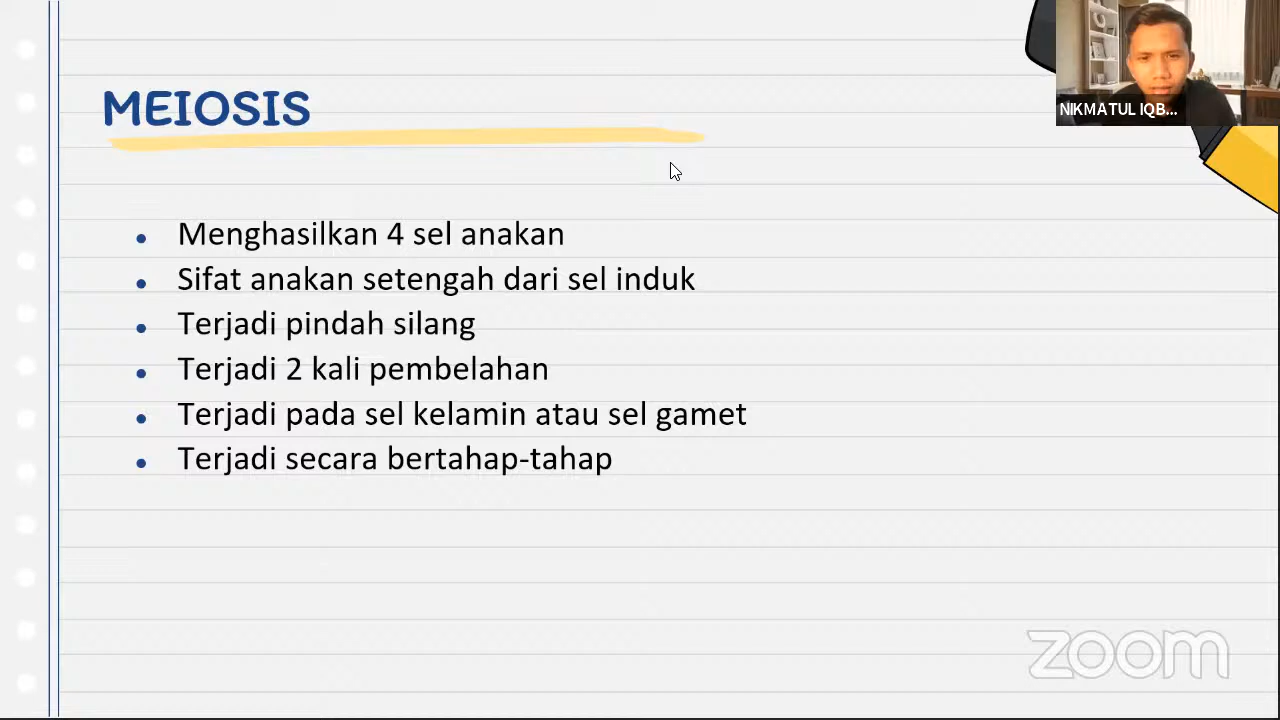 MEIOSIS
NIKMATUL IQB...
Menghasilkan 4 sel anakan
Sifat anakan setengah dari sel induk
Terjadi pindah silang
Terjadi 2 kali pembelahan
Terjadi pada sel kelamin atau sel gamet
Terjadi secara bertahap-tahap
zoom